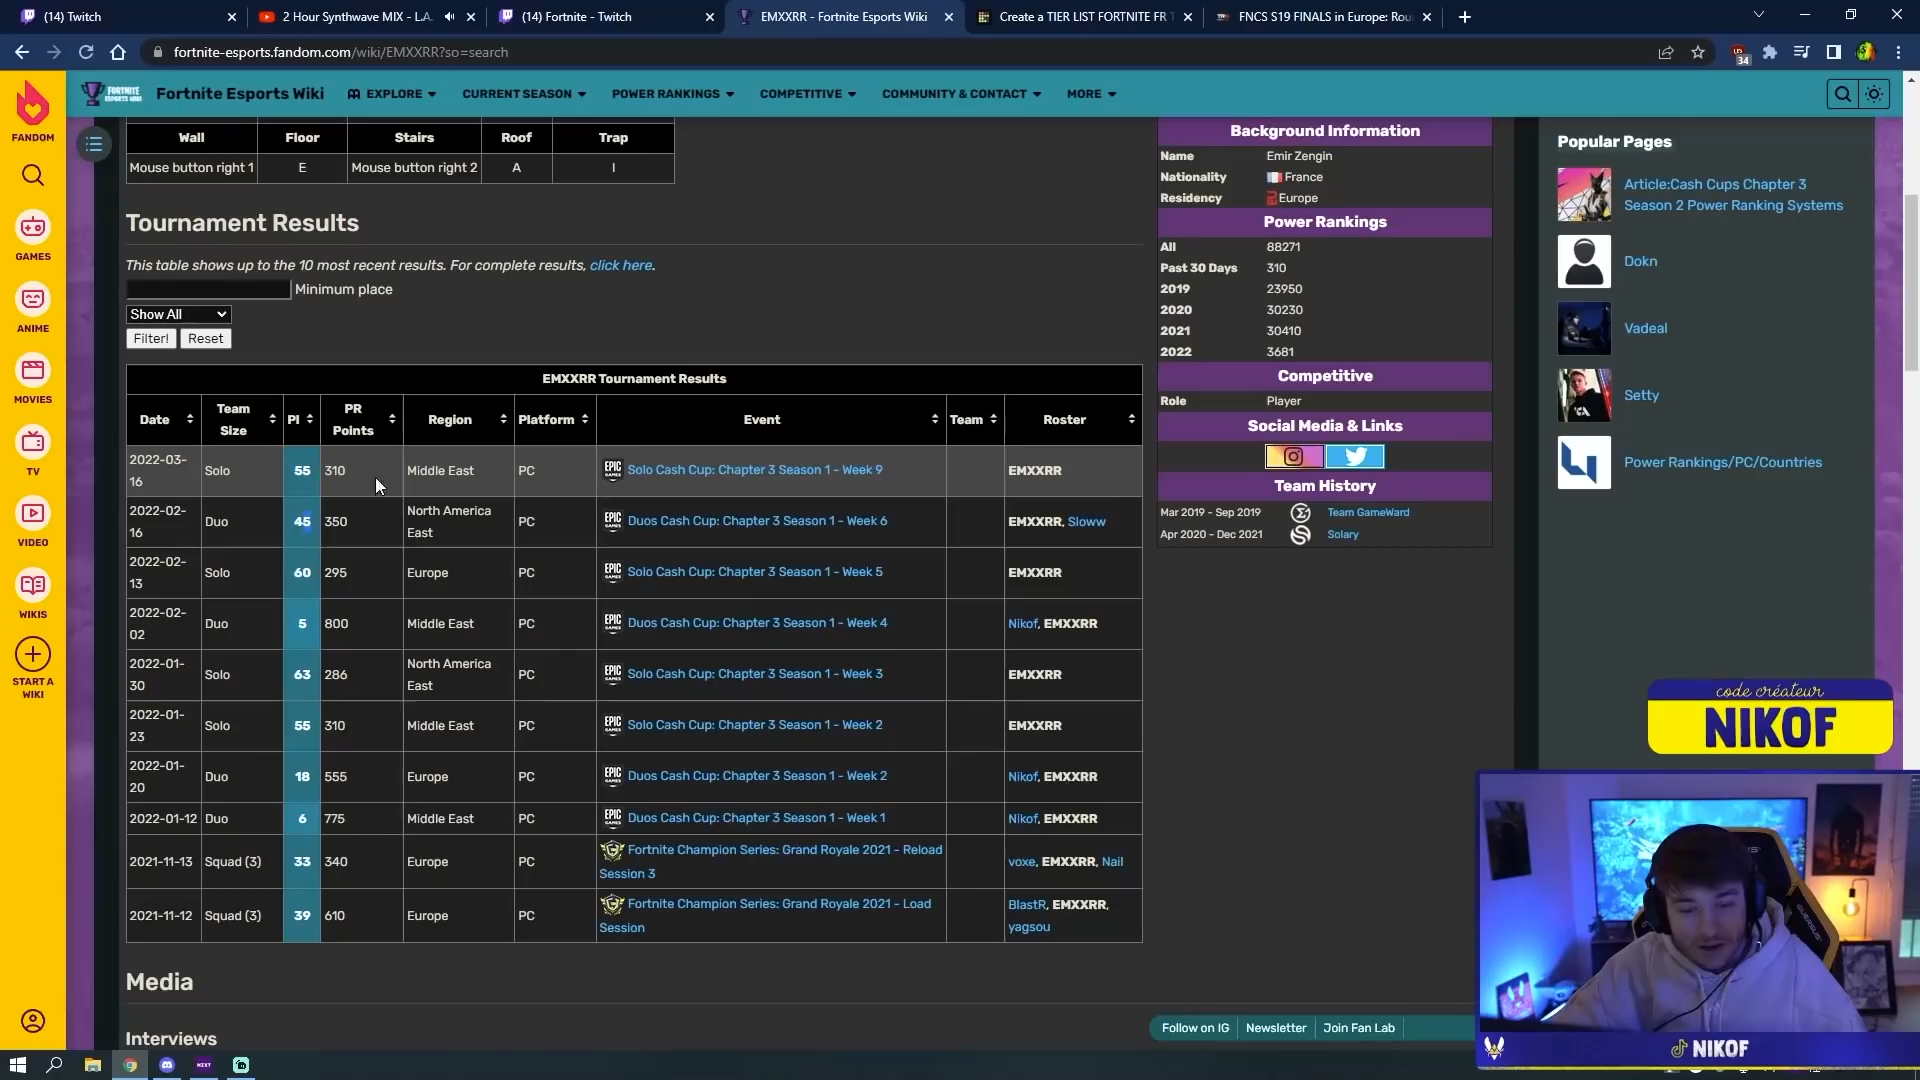 (14) Twitch
2 Hour Synthwave MIX - L.A.
(14) Fortnite - Twitch
EMXXRR - Fortnite Esports Wiki
Create a TIER LIST FORTNITE FR T
FNCS S19 FINALS in Europe: Rou
fortnite-esports.fandom.com/wiki/EMXXRR?so=search
34
FANDOM
GAMES
ANIME
MOVIES
TV
VIDEO
WIKIS
START A
WIKI
FORTNITE
Fortnite Esports Wiki
EXPLORE
CURRENT SEASON
POWER RANKINGS
COMPETITIVE
COMMUNITY & CONTACT
MORE
Wall Floor Stairs Roof Trap
Mouse button right 1 E Mouse button right 2 A I
Tournament Results
This table shows up to the 10 most recent results. For complete results, click here.
Minimum place
Show All
Filter! Reset
EMXXRR Tournament Results
Date Team Size Pl PR Points Region Platform Event Team Roster
2022-03-16 Solo 55 310 Middle East PC Solo Cash Cup: Chapter 3 Season 1 - Week 9 EMXXRR
2022-02-16 Duo 45 350 North America East PC Duos Cash Cup: Chapter 3 Season 1 - Week 6 EMXXRR, Sloww
2022-02-13 Solo 60 295 Europe PC Solo Cash Cup: Chapter 3 Season 1 - Week 5 EMXXRR
2022-02-02 Duo 5 800 Middle East PC Duos Cash Cup: Chapter 3 Season 1 - Week 4 Nikof, EMXXRR
2022-01-30 Solo 63 286 North America East PC Solo Cash Cup: Chapter 3 Season 1 - Week 3 EMXXRR
2022-01-23 Solo 55 310 Middle East PC Solo Cash Cup: Chapter 3 Season 1 - Week 2 EMXXRR
2022-01-20 Duo 18 555 Europe PC Duos Cash Cup: Chapter 3 Season 1 - Week 2 Nikof, EMXXRR
2022-01-12 Duo 6 775 Middle East PC Duos Cash Cup: Chapter 3 Season 1 - Week 1 Nikof, EMXXRR
2021-11-13 Squad (3) 33 340 Europe PC Fortnite Champion Series: Grand Royale 2021 - Reload Session 3 voxe, EMXXRR, Nail
2021-11-12 Squad (3) 39 610 Europe PC Fortnite Champion Series: Grand Royale 2021 - Load Session BlastR, EMXXRR, yagsou
Media
Interviews
Background Information
Name Emir Zengin
Nationality France
Residency Europe
Power Rankings
All 88271
Past 30 Days 310
2019 23950
2020 30230
2021 30410
2022 3681
Competitive
Role Player
Social Media & Links
Team History
Mar 2019 - Sep 2019 Team GameWard
Apr 2020 - Dec 2021 Solary
Popular Pages
Article:Cash Cups Chapter 3
Season 2 Power Ranking Systems
Dokn
Vadeal
Setty
Power Rankings/PC/Countries
code créateur
NIKOF
Follow on IG Newsletter Join Fan Lab
NIKOF